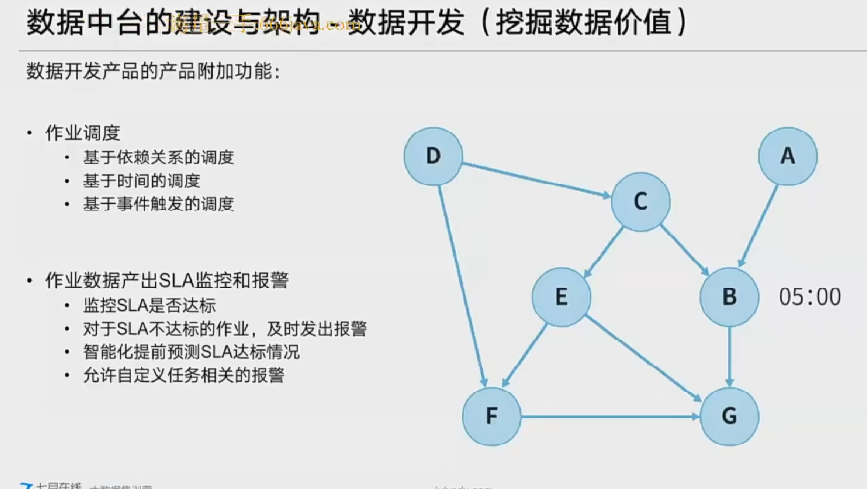 数据中台的建设与架构 - 数据开发（挖掘数据价值）
数据开发产品的产品附加功能：
• 作业调度
• 基于依赖关系的调度
• 基于时间的调度
• 基于事件触发的调度
• 作业数据产出SLA监控和报警
• 监控SLA是否达标
• 对于SLA不达标的作业，及时发出报警
• 智能化提前预测SLA达标情况
• 允许自定义任务相关的报警
D
A
C
E
B
05:00
F
G